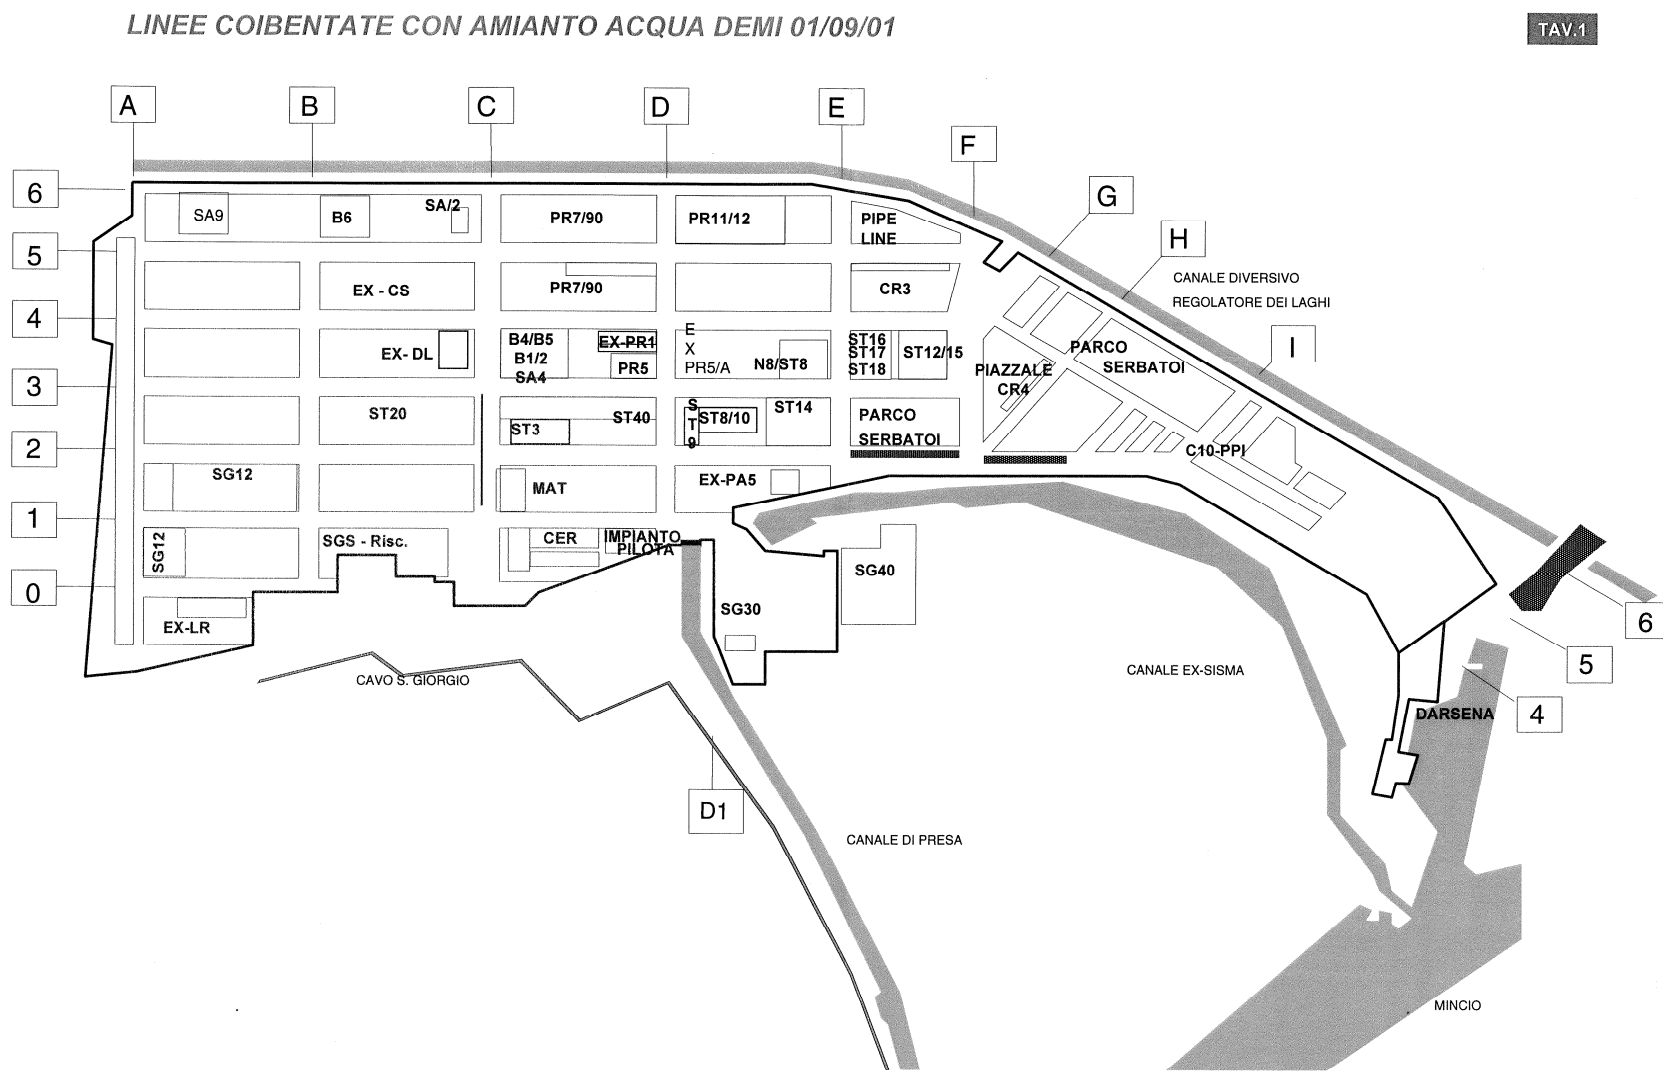 LINEE COIBENTATE CON AMIANTO ACQUA DEMI 01/09/01
TAV.1
A
B
C
D
E
F
G
H
I
6
5
4
3
2
1
0
SA9
B6
SA/2
PR7/90
PR11/12
PIPE
LINE
EX - CS
PR7/90
CR3
CANALE DIVERSIVO
REGOLATORE DEI LAGHI
EX- DL
B4/B5
B1/2
SA4
EX-PR1
PR5
E
X
PR5/A
N8/ST8
ST16
ST17
ST18
ST12/15
PIAZZALE
CR4
PARCO
SERBATOI
ST20
ST3
ST40
S
T
9
ST8/10
ST14
PARCO
SERBATOI
C10-PPI
SG12
MAT
EX-PA5
SG12
SGS - Risc.
CER
IMPIANTO
PILOTA
SG40
SG30
EX-LR
CAVO S. GIORGIO
D1
CANALE DI PRESA
CANALE EX-SISMA
DARSENA
6
5
4
MINCIO